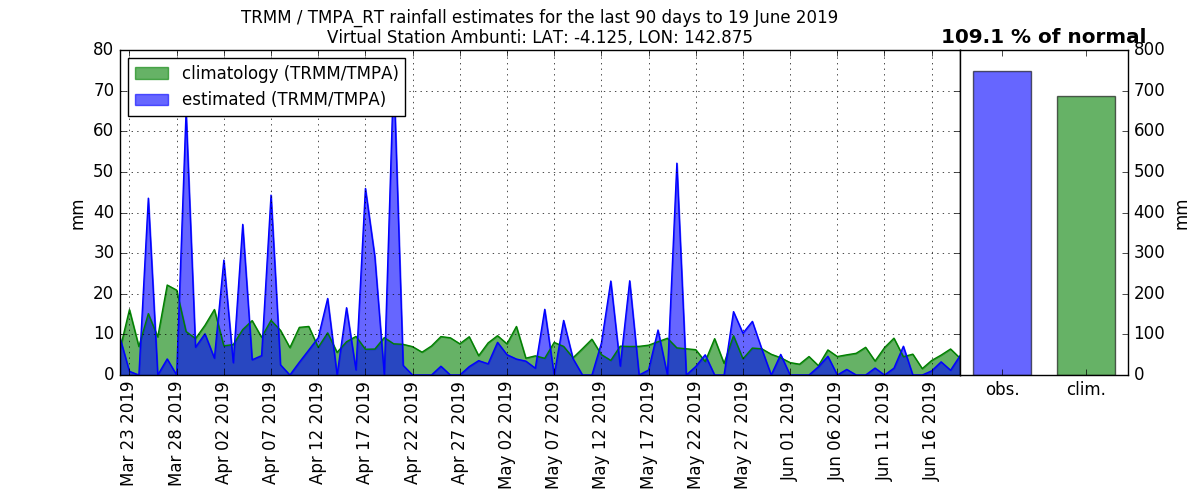 TRMM / TMPA_RT rainfall estimates for the last 90 days to 19 June 2019
Virtual Station Ambunti: LAT: -4.125, LON: 142.875
109.1 % of normal
climatology (TRMM/TMPA)
estimated (TRMM/TMPA)
mm
80
70
60
50
40
30
20
10
0
Mar 23 2019
Mar 28 2019
Apr 02 2019
Apr 07 2019
Apr 12 2019
Apr 17 2019
Apr 22 2019
Apr 27 2019
May 02 2019
May 07 2019
May 12 2019
May 17 2019
May 22 2019
May 27 2019
Jun 01 2019
Jun 06 2019
Jun 11 2019
Jun 16 2019
obs.
clim.
800
700
600
500
400
300
200
100
0
mm